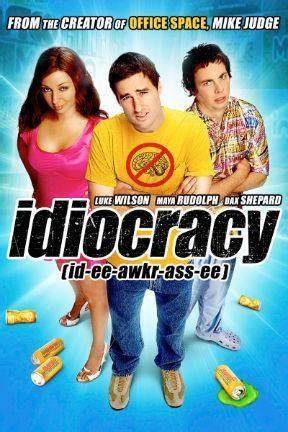 FROM THE CREATOR OF OFFICE SPACE, MIKE JUDGE
LUKE WILSON MAYA RUDOLPH DAX SHEPARD
idiocracy
(id-ee-awkr-ass-ee)